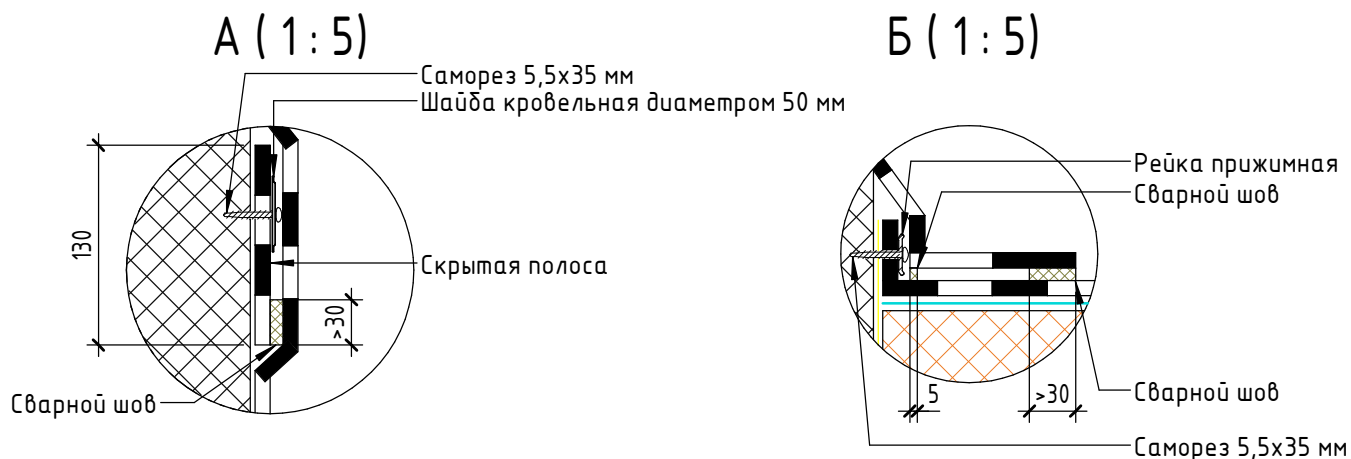 А (1:5)
Саморез 5,5х35 мм
Шайба кровельная диаметром 50 мм
130
Скрытая полоса
>30
Сварной шов
Б (1:5)
Рейка прижимная
Сварной шов
5
>30
Сварной шов
Саморез 5,5х35 мм